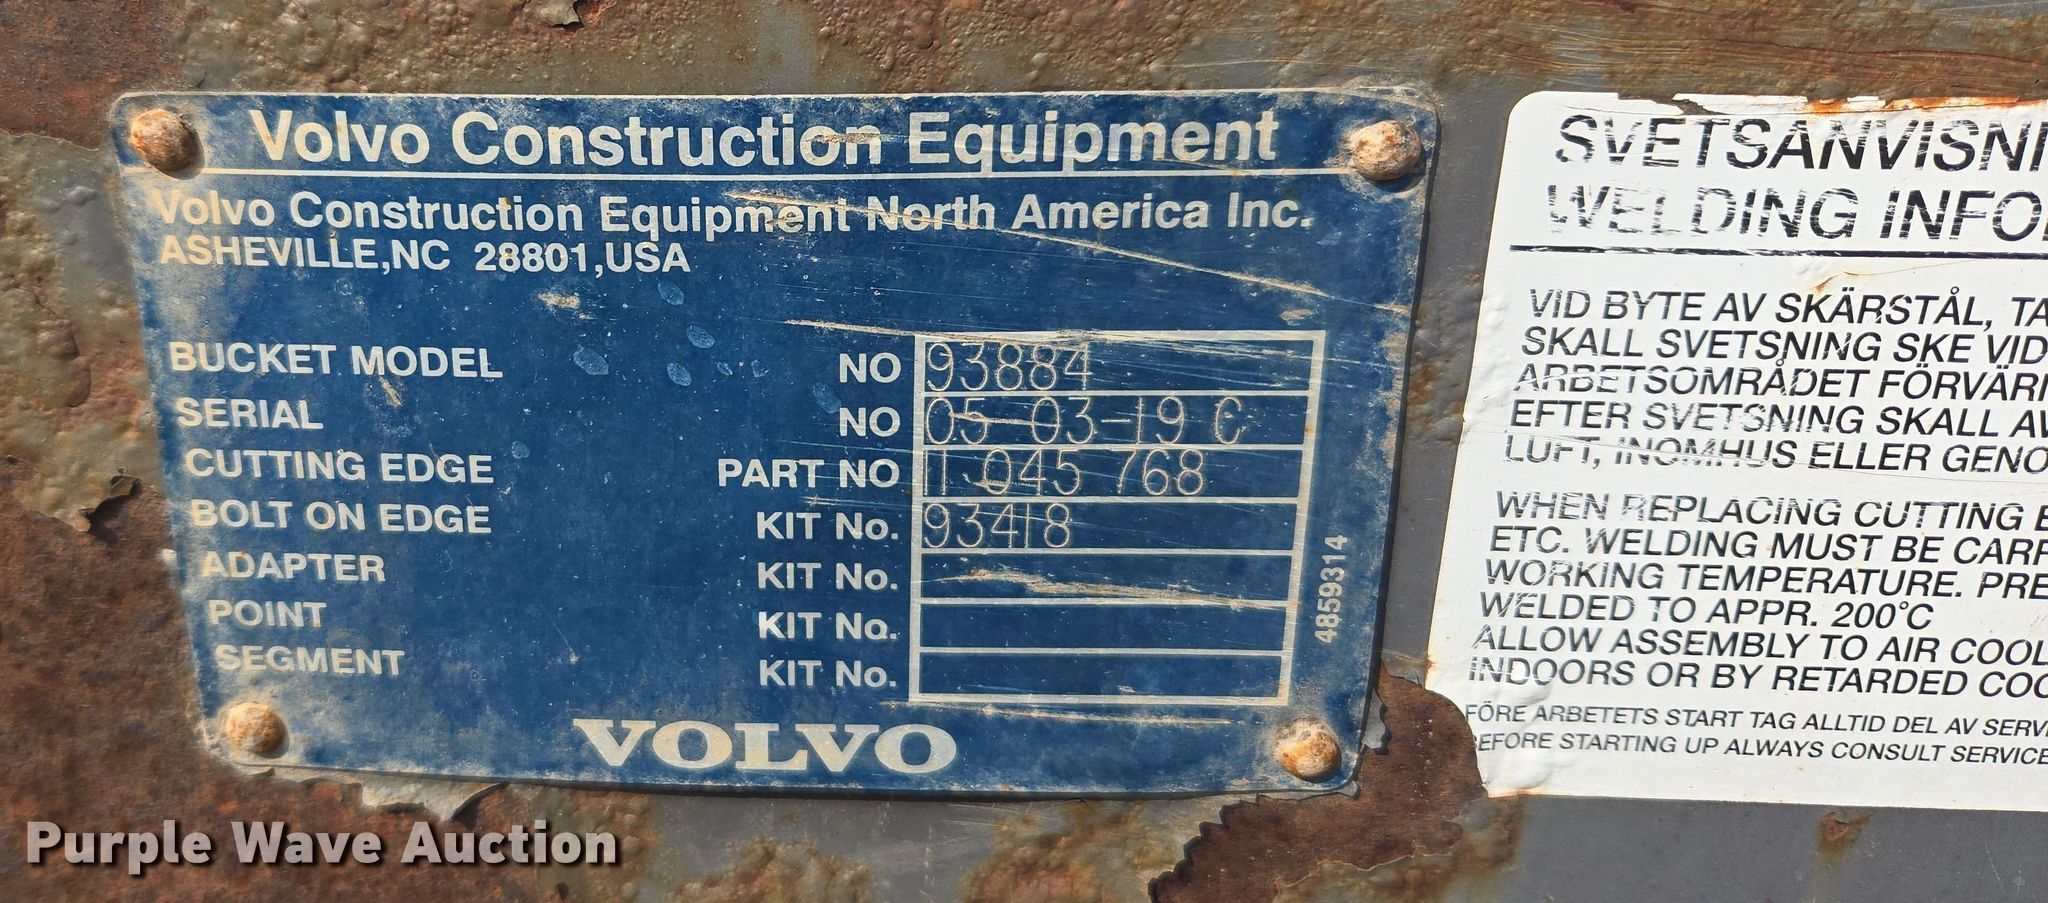 Volvo Construction Equipment
Volvo Construction Equipment North America Inc.
ASHEVILLE,NC 28801,USA
BUCKET MODEL NO 93884
SERIAL NO 05-03-19 C
CUTTING EDGE PART NO 11 045 768
BOLT ON EDGE KIT No. 93418
ADAPTER KIT No.
POINT KIT No.
SEGMENT KIT No.
4859314
VOLVO
SVETSANVISNI
WELDING INFO
VID BYTE AV SKÄRSTÅL, TA
SKALL SVETSNING SKE VID
ARBETSOMRÅDET FÖRVÄR
EFTER SVETSNING SKALL AV
LUFT, INOMHUS ELLER GENO
WHEN REPLACING CUTTING E
ETC. WELDING MUST BE CARR
WORKING TEMPERATURE. PRE
WELDED TO APPR. 200°C
ALLOW ASSEMBLY TO AIR COOL
INDOORS OR BY RETARDED COO
FÖRE ARBETETS START TAG ALLTID DEL AV SERV
BEFORE STARTING UP ALWAYS CONSULT SERVICE
Purple Wave Auction